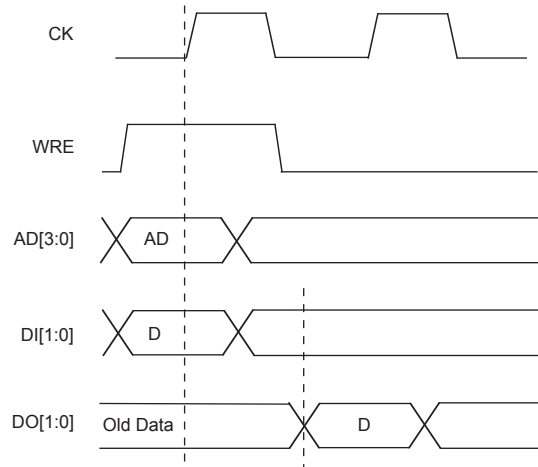 CK
WRE
AD[3:0]
AD
DI[1:0]
D
DO[1:0]
Old Data
D